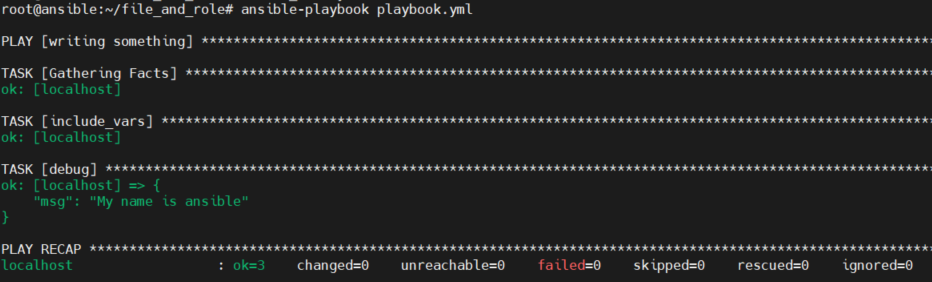 root@ansible:~/file_and_role# ansible-playbook playbook.yml
PLAY [writing something] *******************************************************************************************
TASK [Gathering Facts] *********************************************************************************************
ok: [localhost]
TASK [include_vars] ************************************************************************************************
ok: [localhost]
TASK [debug] *******************************************************************************************************
ok: [localhost] => {
    "msg": "My name is ansible"
}
PLAY RECAP *********************************************************************************************************
localhost                  : ok=3    changed=0    unreachable=0    failed=0    skipped=0    rescued=0    ignored=0